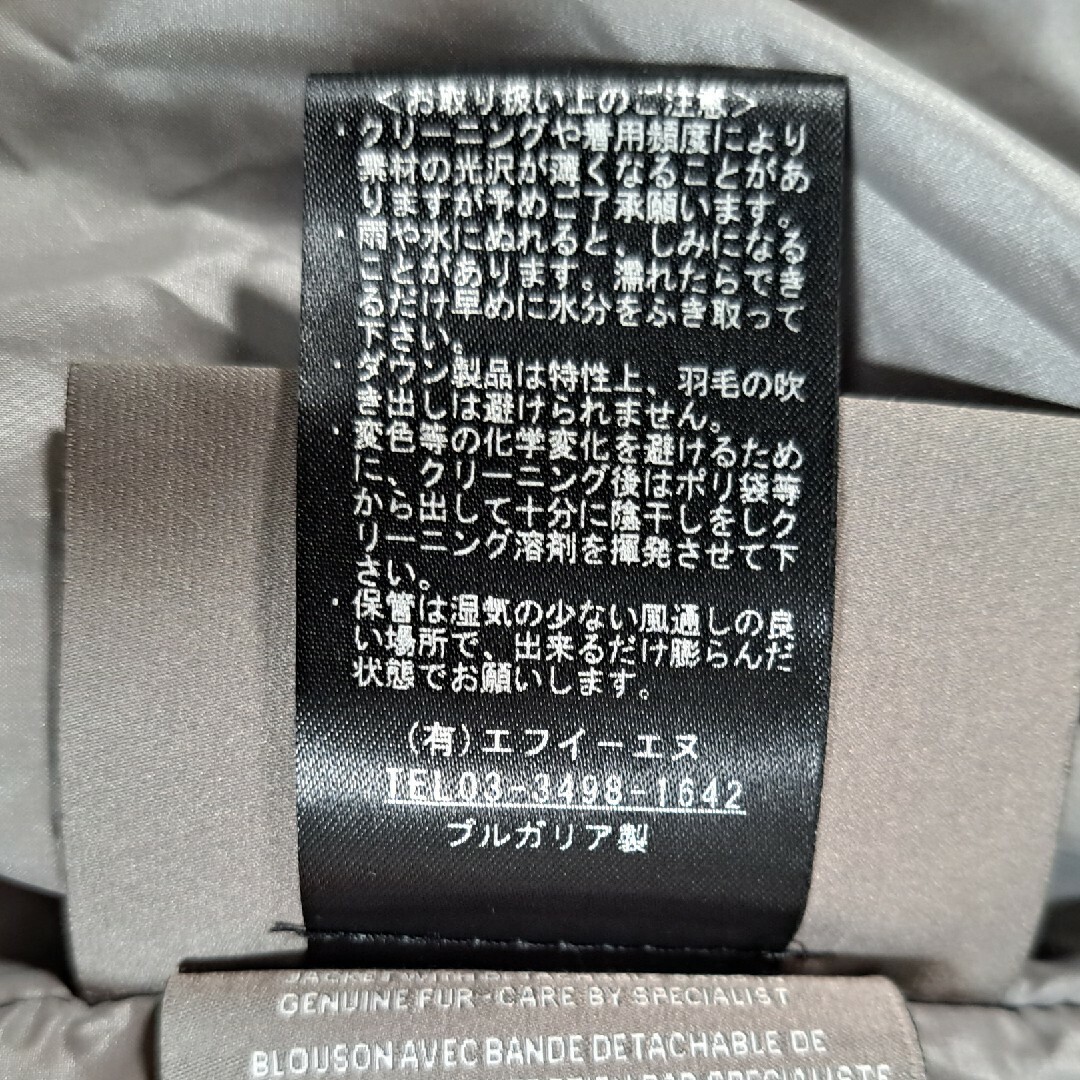 <お取り扱い上のご注意>
・クリーニングや着用頻度により
素材の光沢が薄くなることがあ
りますが予めご了承願います。
・雨や水にぬれると、しみになる
ことがあります。濡れたらでき
るだけ早めに水分をふき取って
下さい。
・ダウン製品は特性上、羽毛の吹
き出しは避けられません。
・変色等の化学変化を避けるため
に、クリーニング後はポリ袋等
から出して十分に陰干しをしク
リーニング溶剤を揮発させて下
さい。
・保管は湿気の少ない風通しの良
い場所で、出来るだけ膨らんだ
状態でお願いします。
(有)エフイーエヌ
TEL03-3498-1642
ブルガリア製
JACKET WITH
GENUINE FUR · CARE BY SPECIALIST
BLOUSON AVEC BANDE DETACHABLE DE
PAR SPECIALISTE